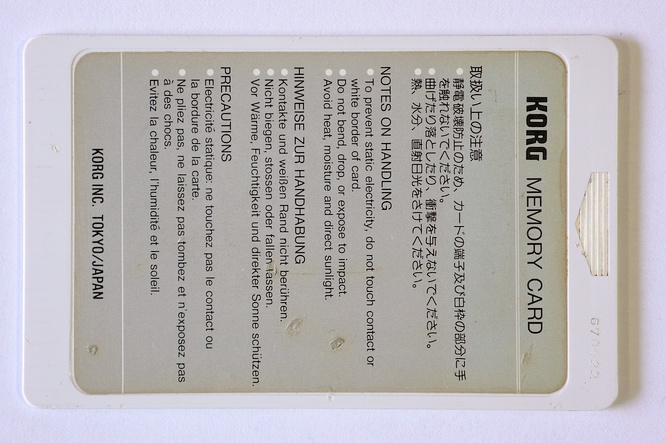 KORG MEMORY CARD
取扱い上の注意
●静電破壊防止のため、カードの端子及び白枠の部分に手
を触れないでください。
●曲げたり落としたり、衝撃を与えないでください。
●熱、水分、直射日光をさけてください。
NOTES ON HANDLING
●To prevent static electricity, do not touch contact or
white border of card.
●Do not bend, drop, or expose to impact.
●Avoid heat, moisture and direct sunlight.
HINWEISE ZUR HANDHABUNG
●Kontakte und weißen Rand nicht berühren.
●Nicht biegen, stossen oder fallen lassen.
●Vor Wärme, Feuchtigkeit und direkter Sonne schützen.
PRECAUTIONS
●Electricité statique: ne touchez pas le contact ou
la bordure de la carte.
●Ne pliez pas, ne laissez pas tombez et n'exposez pas
à des chocs.
●Evitez la chaleur, l'humidité et le soleil.
KORG INC. TOKYO/JAPAN